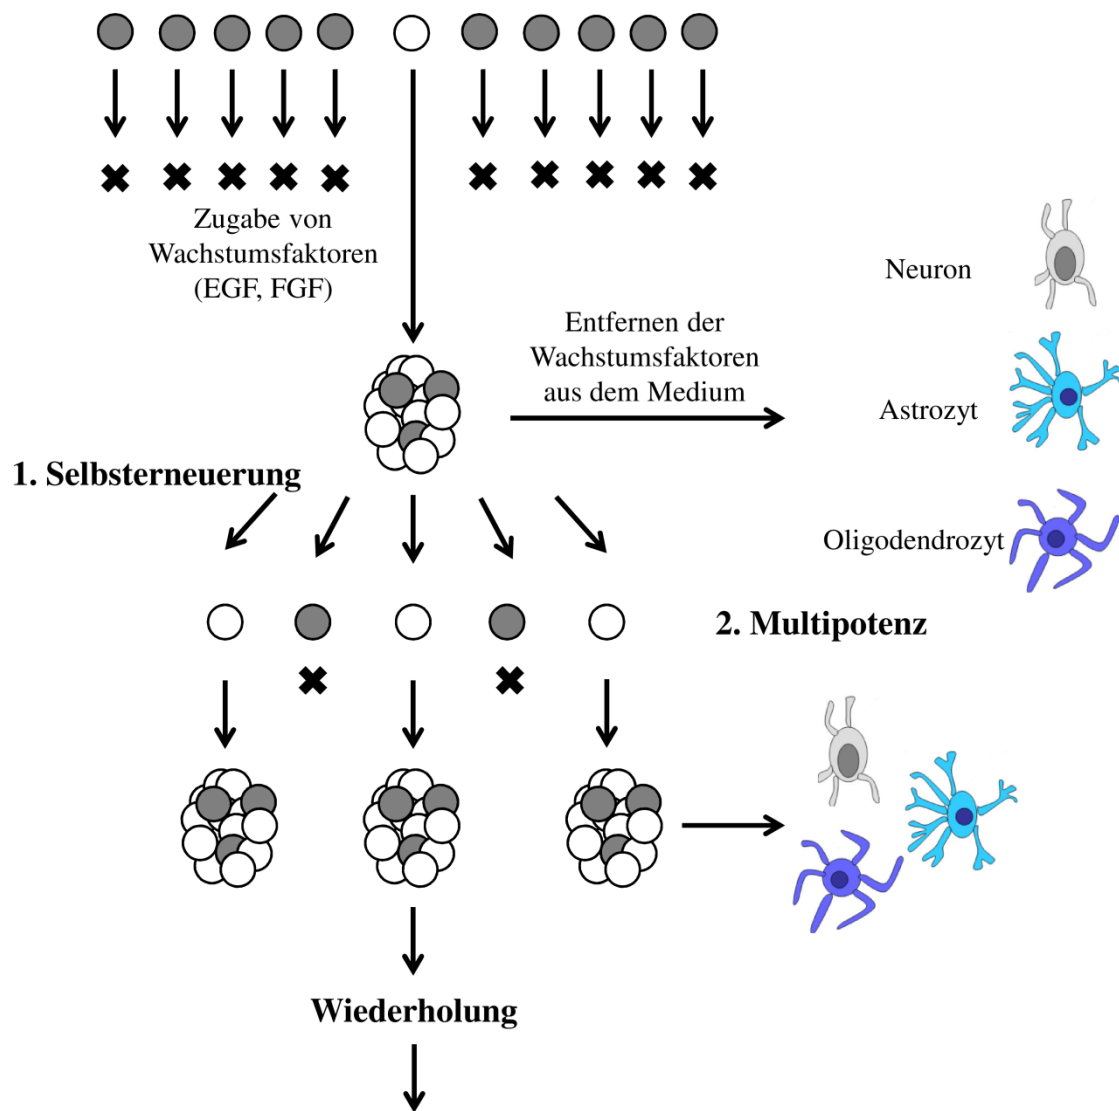 Zugabe von
Wachstumsfaktoren
(EGF, FGF)
Neuron
Entfernen der
Wachstumsfaktoren
aus dem Medium
Astrozyt
1. Selbsterneuerung
Oligodendrozyt
2. Multipotenz
Wiederholung